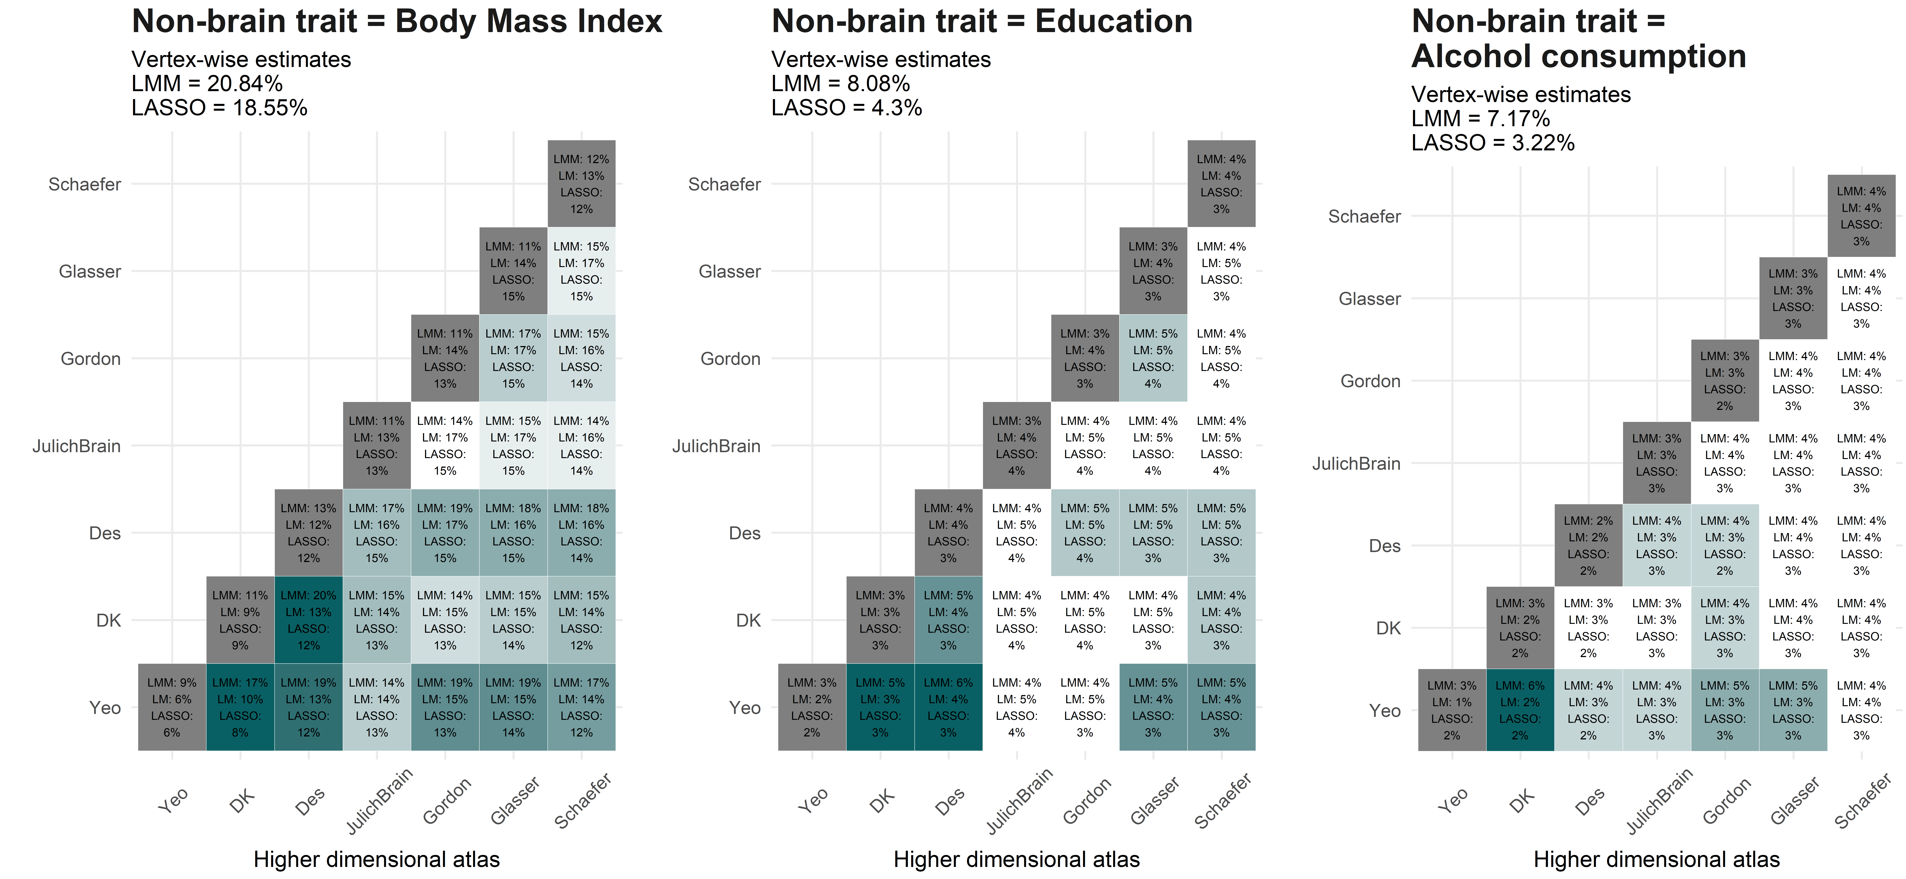 Non-brain trait = Body Mass Index
Vertex-wise estimates
LMM = 20.84%
LASSO = 18.55%
Schaefer
LMM: 12%
LM: 13%
LASSO:
12%
Glasser
LMM: 11% LMM: 15%
LM: 14% LM: 17%
LASSO: LASSO:
15% 15%
Gordon
LMM: 11% LMM: 17% LMM: 15%
LM: 14% LM: 17% LM: 16%
LASSO: LASSO: LASSO:
13% 15% 14%
JulichBrain
LMM: 11% LMM: 14% LMM: 15% LMM: 14%
LM: 13% LM: 17% LM: 17% LM: 16%
LASSO: LASSO: LASSO: LASSO:
13% 15% 15% 14%
Des
LMM: 13% LMM: 17% LMM: 19% LMM: 18% LMM: 18%
LM: 12% LM: 16% LM: 17% LM: 16% LM: 16%
LASSO: LASSO: LASSO: LASSO: LASSO:
12% 15% 15% 15% 14%
DK
LMM: 11% LMM: 20% LMM: 15% LMM: 14% LMM: 15% LMM: 15%
LM: 9% LM: 13% LM: 14% LM: 15% LM: 15% LM: 14%
LASSO: LASSO: LASSO: LASSO: LASSO: LASSO:
9% 12% 13% 13% 14% 12%
Yeo
LMM: 9% LMM: 17% LMM: 19% LMM: 14% LMM: 19% LMM: 19% LMM: 17%
LM: 6% LM: 10% LM: 13% LM: 14% LM: 15% LM: 15% LM: 14%
LASSO: LASSO: LASSO: LASSO: LASSO: LASSO: LASSO:
6% 8% 12% 13% 13% 14% 12%
Yeo DK Des JulichBrain Gordon Glasser Schaefer
Higher dimensional atlas
Non-brain trait = Education
Vertex-wise estimates
LMM = 8.08%
LASSO = 4.3%
Schaefer
LMM: 4%
LM: 4%
LASSO:
3%
Glasser
LMM: 3% LMM: 4%
LM: 4% LM: 5%
LASSO: LASSO:
3% 3%
Gordon
LMM: 3% LMM: 5% LMM: 4%
LM: 4% LM: 5% LM: 5%
LASSO: LASSO: LASSO:
3% 4% 4%
JulichBrain
LMM: 3% LMM: 4% LMM: 4% LMM: 4%
LM: 4% LM: 5% LM: 5% LM: 5%
LASSO: LASSO: LASSO: LASSO:
4% 4% 4% 4%
Des
LMM: 4% LMM: 4% LMM: 5% LMM: 5% LMM: 5%
LM: 4% LM: 5% LM: 5% LM: 5% LM: 5%
LASSO: LASSO: LASSO: LASSO: LASSO:
3% 4% 4% 3% 3%
DK
LMM: 3% LMM: 5% LMM: 4% LMM: 4% LMM: 4% LMM: 4%
LM: 3% LM: 4% LM: 5% LM: 5% LM: 5% LM: 4%
LASSO: LASSO: LASSO: LASSO: LASSO: LASSO:
3% 3% 4% 4% 3% 3%
Yeo
LMM: 3% LMM: 5% LMM: 6% LMM: 4% LMM: 4% LMM: 5% LMM: 5%
LM: 2% LM: 3% LM: 4% LM: 5% LM: 5% LM: 4% LM: 4%
LASSO: LASSO: LASSO: LASSO: LASSO: LASSO: LASSO:
2% 3% 3% 4% 3% 3% 3%
Yeo DK Des JulichBrain Gordon Glasser Schaefer
Higher dimensional atlas
Non-brain trait =
Alcohol consumption
Vertex-wise estimates
LMM = 7.17%
LASSO = 3.22%
Schaefer
LMM: 4%
LM: 4%
LASSO:
3%
Glasser
LMM: 3% LMM: 4%
LM: 3% LM: 4%
LASSO: LASSO:
3% 3%
Gordon
LMM: 3% LMM: 4% LMM: 4%
LM: 3% LM: 4% LM: 4%
LASSO: LASSO: LASSO:
2% 3% 3%
JulichBrain
LMM: 3% LMM: 4% LMM: 4% LMM: 4%
LM: 3% LM: 4% LM: 4% LM: 4%
LASSO: LASSO: LASSO: LASSO:
3% 3% 3% 3%
Des
LMM: 2% LMM: 4% LMM: 4% LMM: 4% LMM: 4%
LM: 2% LM: 3% LM: 3% LM: 4% LM: 4%
LASSO: LASSO: LASSO: LASSO: LASSO:
2% 3% 2% 3% 3%
DK
LMM: 3% LMM: 3% LMM: 3% LMM: 4% LMM: 4% LMM: 4%
LM: 2% LM: 3% LM: 3% LM: 3% LM: 4% LM: 4%
LASSO: LASSO: LASSO: LASSO: LASSO: LASSO:
2% 2% 3% 3% 3% 3%
Yeo
LMM: 3% LMM: 6% LMM: 4% LMM: 4% LMM: 5% LMM: 5% LMM: 4%
LM: 1% LM: 2% LM: 3% LM: 3% LM: 3% LM: 3% LM: 4%
LASSO: LASSO: LASSO: LASSO: LASSO: LASSO: LASSO:
2% 2% 2% 3% 3% 3% 3%
Yeo DK Des JulichBrain Gordon Glasser Schaefer
Higher dimensional atlas